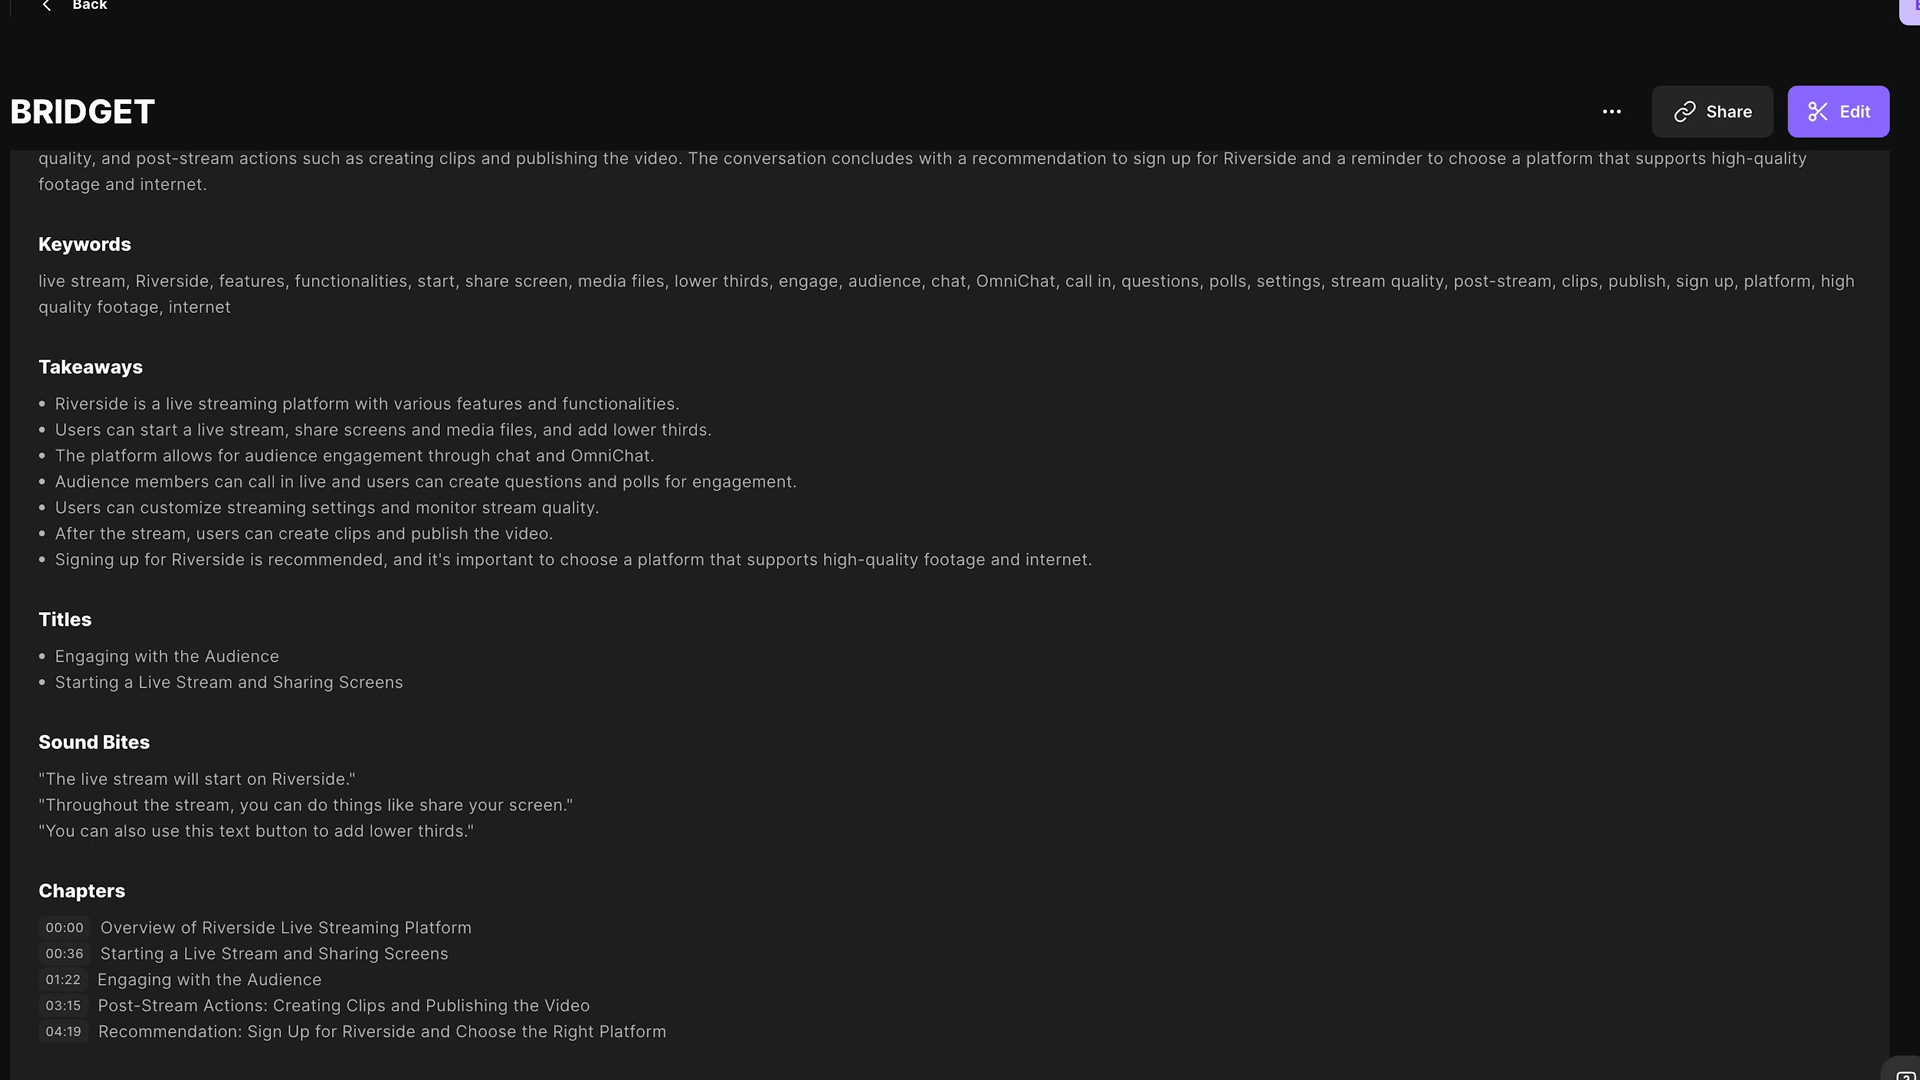 Back
BRIDGET
Share
Edit
quality, and post-stream actions such as creating clips and publishing the video. The conversation concludes with a recommendation to sign up for Riverside and a reminder to choose a platform that supports high-quality
footage and internet.
Keywords
live stream, Riverside, features, functionalities, start, share screen, media files, lower thirds, engage, audience, chat, OmniChat, call in, questions, polls, settings, stream quality, post-stream, clips, publish, sign up, platform, high
quality footage, internet
Takeaways
• Riverside is a live streaming platform with various features and functionalities.
• Users can start a live stream, share screens and media files, and add lower thirds.
• The platform allows for audience engagement through chat and OmniChat.
• Audience members can call in live and users can create questions and polls for engagement.
• Users can customize streaming settings and monitor stream quality.
• After the stream, users can create clips and publish the video.
• Signing up for Riverside is recommended, and it's important to choose a platform that supports high-quality footage and internet.
Titles
• Engaging with the Audience
• Starting a Live Stream and Sharing Screens
Sound Bites
"The live stream will start on Riverside."
"Throughout the stream, you can do things like share your screen."
"You can also use this text button to add lower thirds."
Chapters
00:00 Overview of Riverside Live Streaming Platform
00:36 Starting a Live Stream and Sharing Screens
01:22 Engaging with the Audience
03:15 Post-Stream Actions: Creating Clips and Publishing the Video
04:19 Recommendation: Sign Up for Riverside and Choose the Right Platform